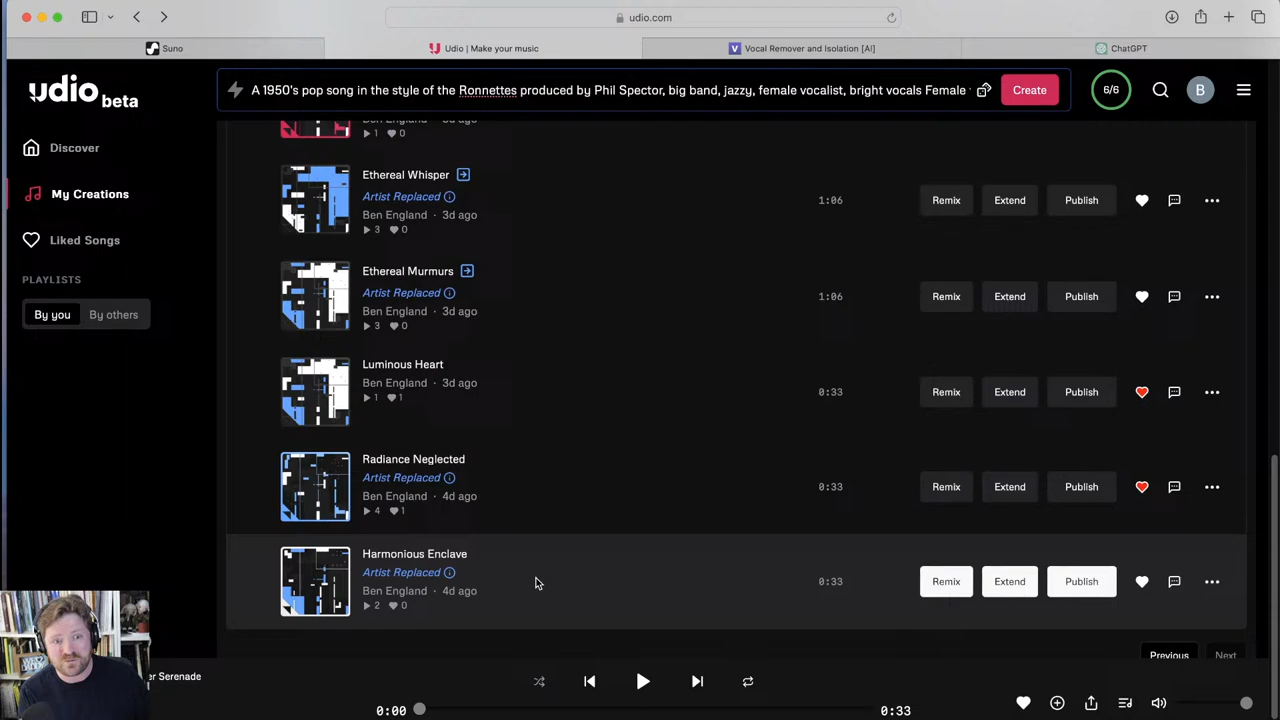 udio.com
Suno
Udio | Make your music
Vocal Remover and Isolation [AI]
ChatGPT
udio beta
A 1950's pop song in the style of the Ronnettes produced by Phil Spector, big band, jazzy, female vocalist, bright vocals Female
Create
6/6
B
Discover
My Creations
Liked Songs
PLAYLISTS
By you
By others
Ben England · 3d ago
1 0
Ethereal Whisper
Artist Replaced
Ben England · 3d ago
3 0
1:06
Remix
Extend
Publish
Ethereal Murmurs
Artist Replaced
Ben England · 3d ago
3 0
1:06
Remix
Extend
Publish
Luminous Heart
Ben England · 3d ago
1 1
0:33
Remix
Extend
Publish
Radiance Neglected
Artist Replaced
Ben England · 4d ago
4 1
0:33
Remix
Extend
Publish
Harmonious Enclave
Artist Replaced
Ben England · 4d ago
2 0
0:33
Remix
Extend
Publish
Previous
Next
er Serenade
0:00
0:33